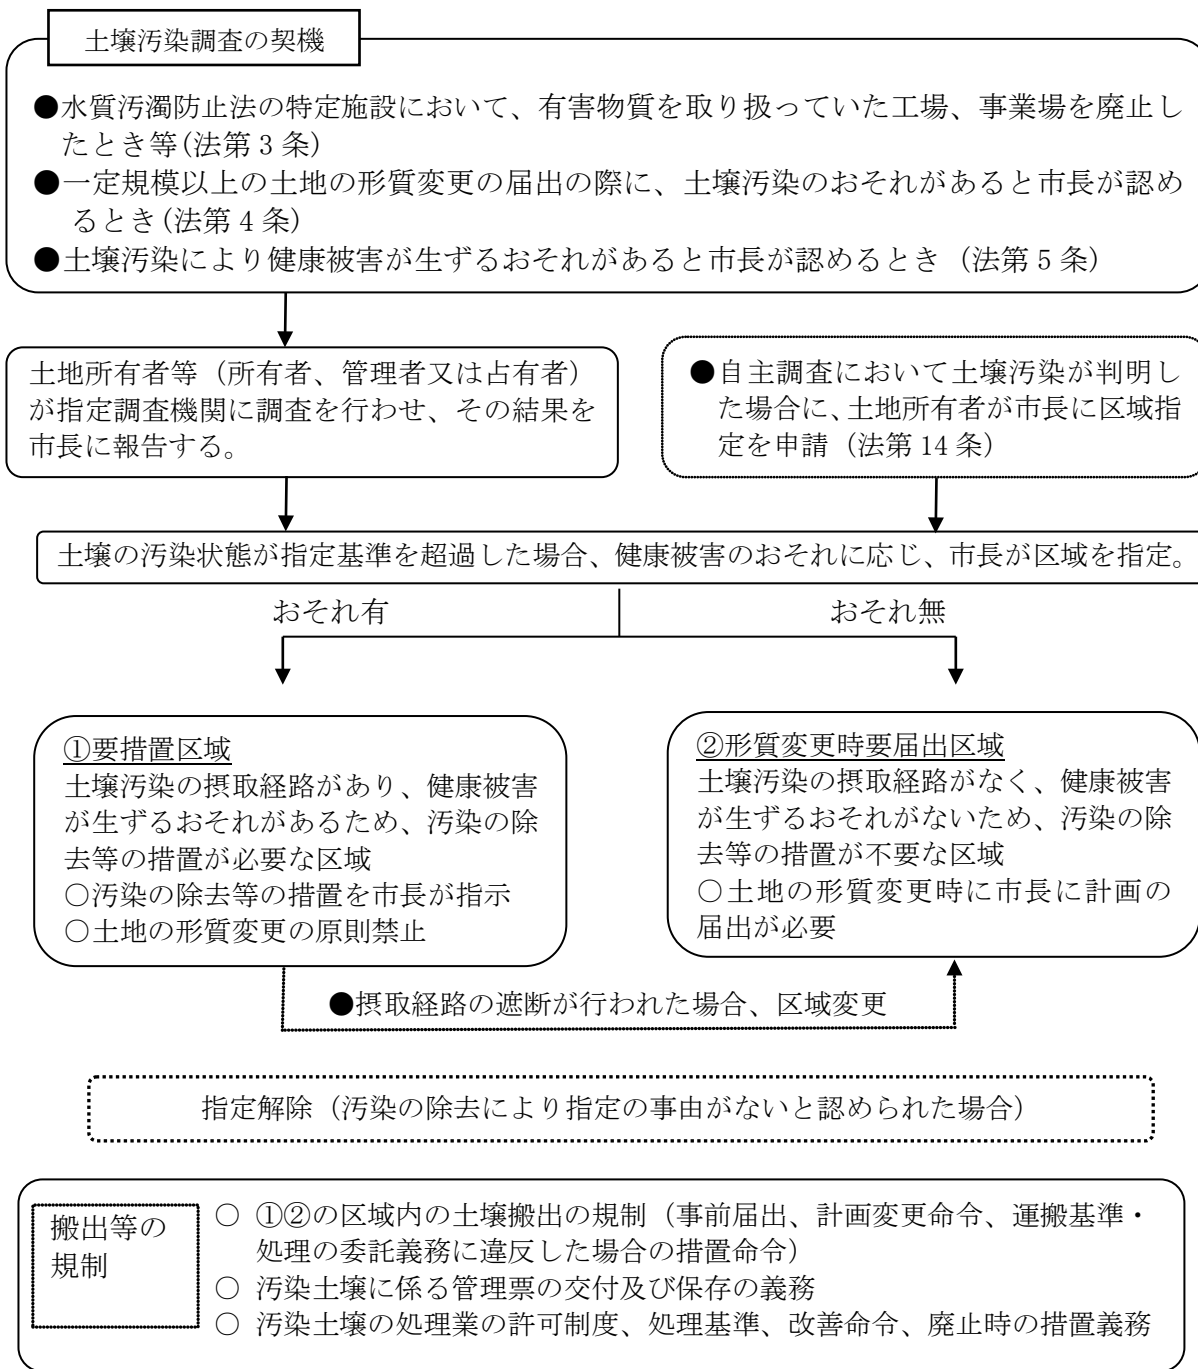 土壌汚染調査の契機
●水質汚濁防止法の特定施設において、有害物質を取り扱っていた工場、事業場を廃止し
たとき等(法第3条)
●一定規模以上の土地の形質変更の届出の際に、土壌汚染のおそれがあると市長が認め
るとき(法第4条)
●土壌汚染により健康被害が生ずるおそれがあると市長が認めるとき（法第5条）
土地所有者等（所有者、管理者又は占有者）
が指定調査機関に調査を行わせ、その結果を
市長に報告する。
●自主調査において土壌汚染が判明し
た場合に、土地所有者が市長に区域指
定を申請（法第14条）
土壌の汚染状態が指定基準を超過した場合、健康被害のおそれに応じ、市長が区域を指定。
おそれ有
おそれ無
①要措置区域
土壌汚染の摂取経路があり、健康被害
が生ずるおそれがあるため、汚染の除
去等の措置が必要な区域
○汚染の除去等の措置を市長が指示
○土地の形質変更の原則禁止
②形質変更時要届出区域
土壌汚染の摂取経路がなく、健康被害
が生ずるおそれがないため、汚染の除
去等の措置が不要な区域
○土地の形質変更時に市長に計画の
届出が必要
●摂取経路の遮断が行われた場合、区域変更
指定解除（汚染の除去により指定の事由がないと認められた場合）
搬出等の
規制
○ ①②の区域内の土壌搬出の規制（事前届出、計画変更命令、運搬基準・
処理の委託義務に違反した場合の措置命令）
○ 汚染土壌に係る管理票の交付及び保存の義務
○ 汚染土壌の処理業の許可制度、処理基準、改善命令、廃止時の措置義務